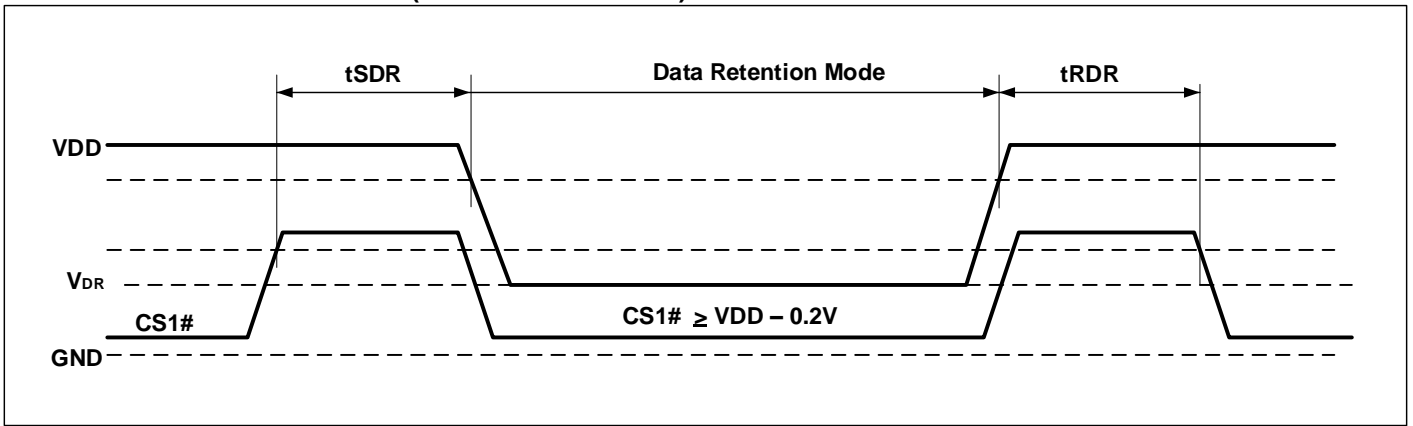 tSDR
Data Retention Mode
tRDR
VDD
VDR
CS1#
CS1# ≥ VDD – 0.2V
GND